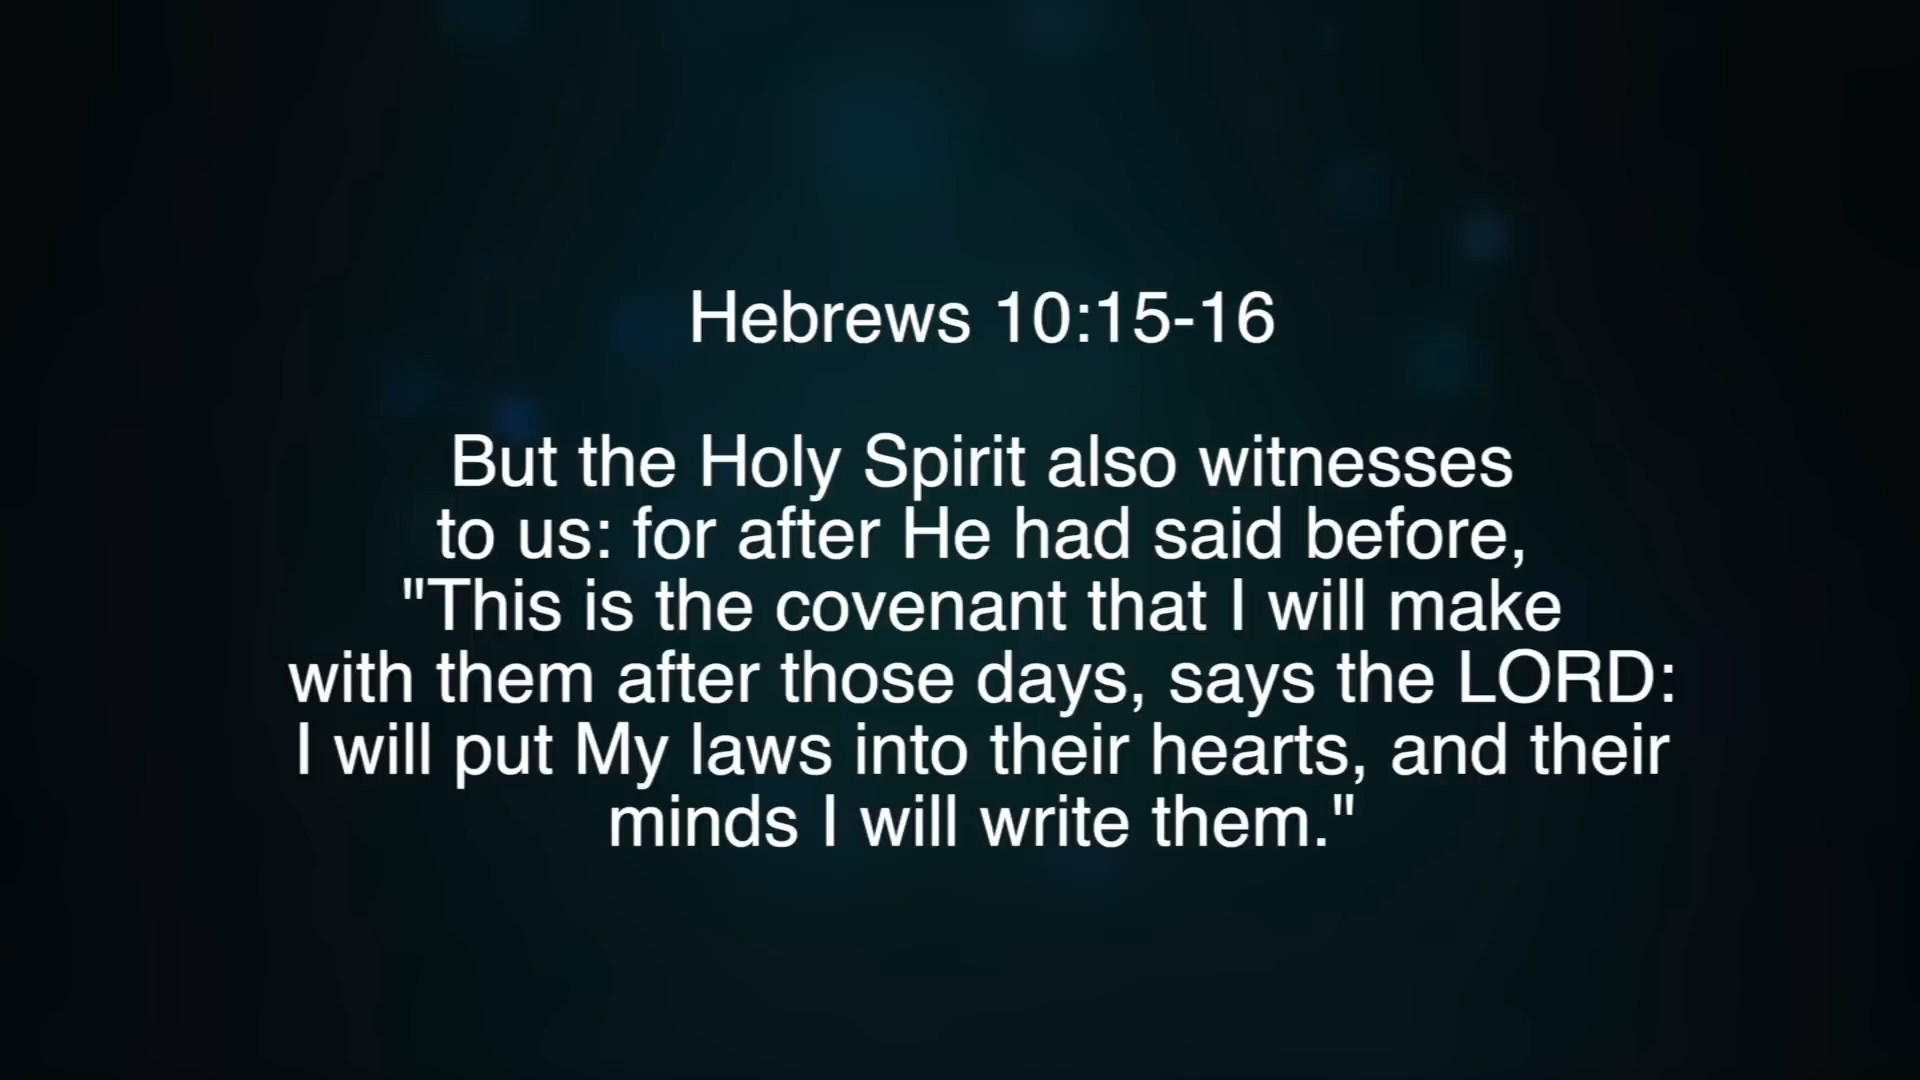 Hebrews 10:15-16
But the Holy Spirit also witnesses
to us: for after He had said before,
"This is the covenant that I will make
with them after those days, says the LORD:
I will put My laws into their hearts, and their
minds I will write them."